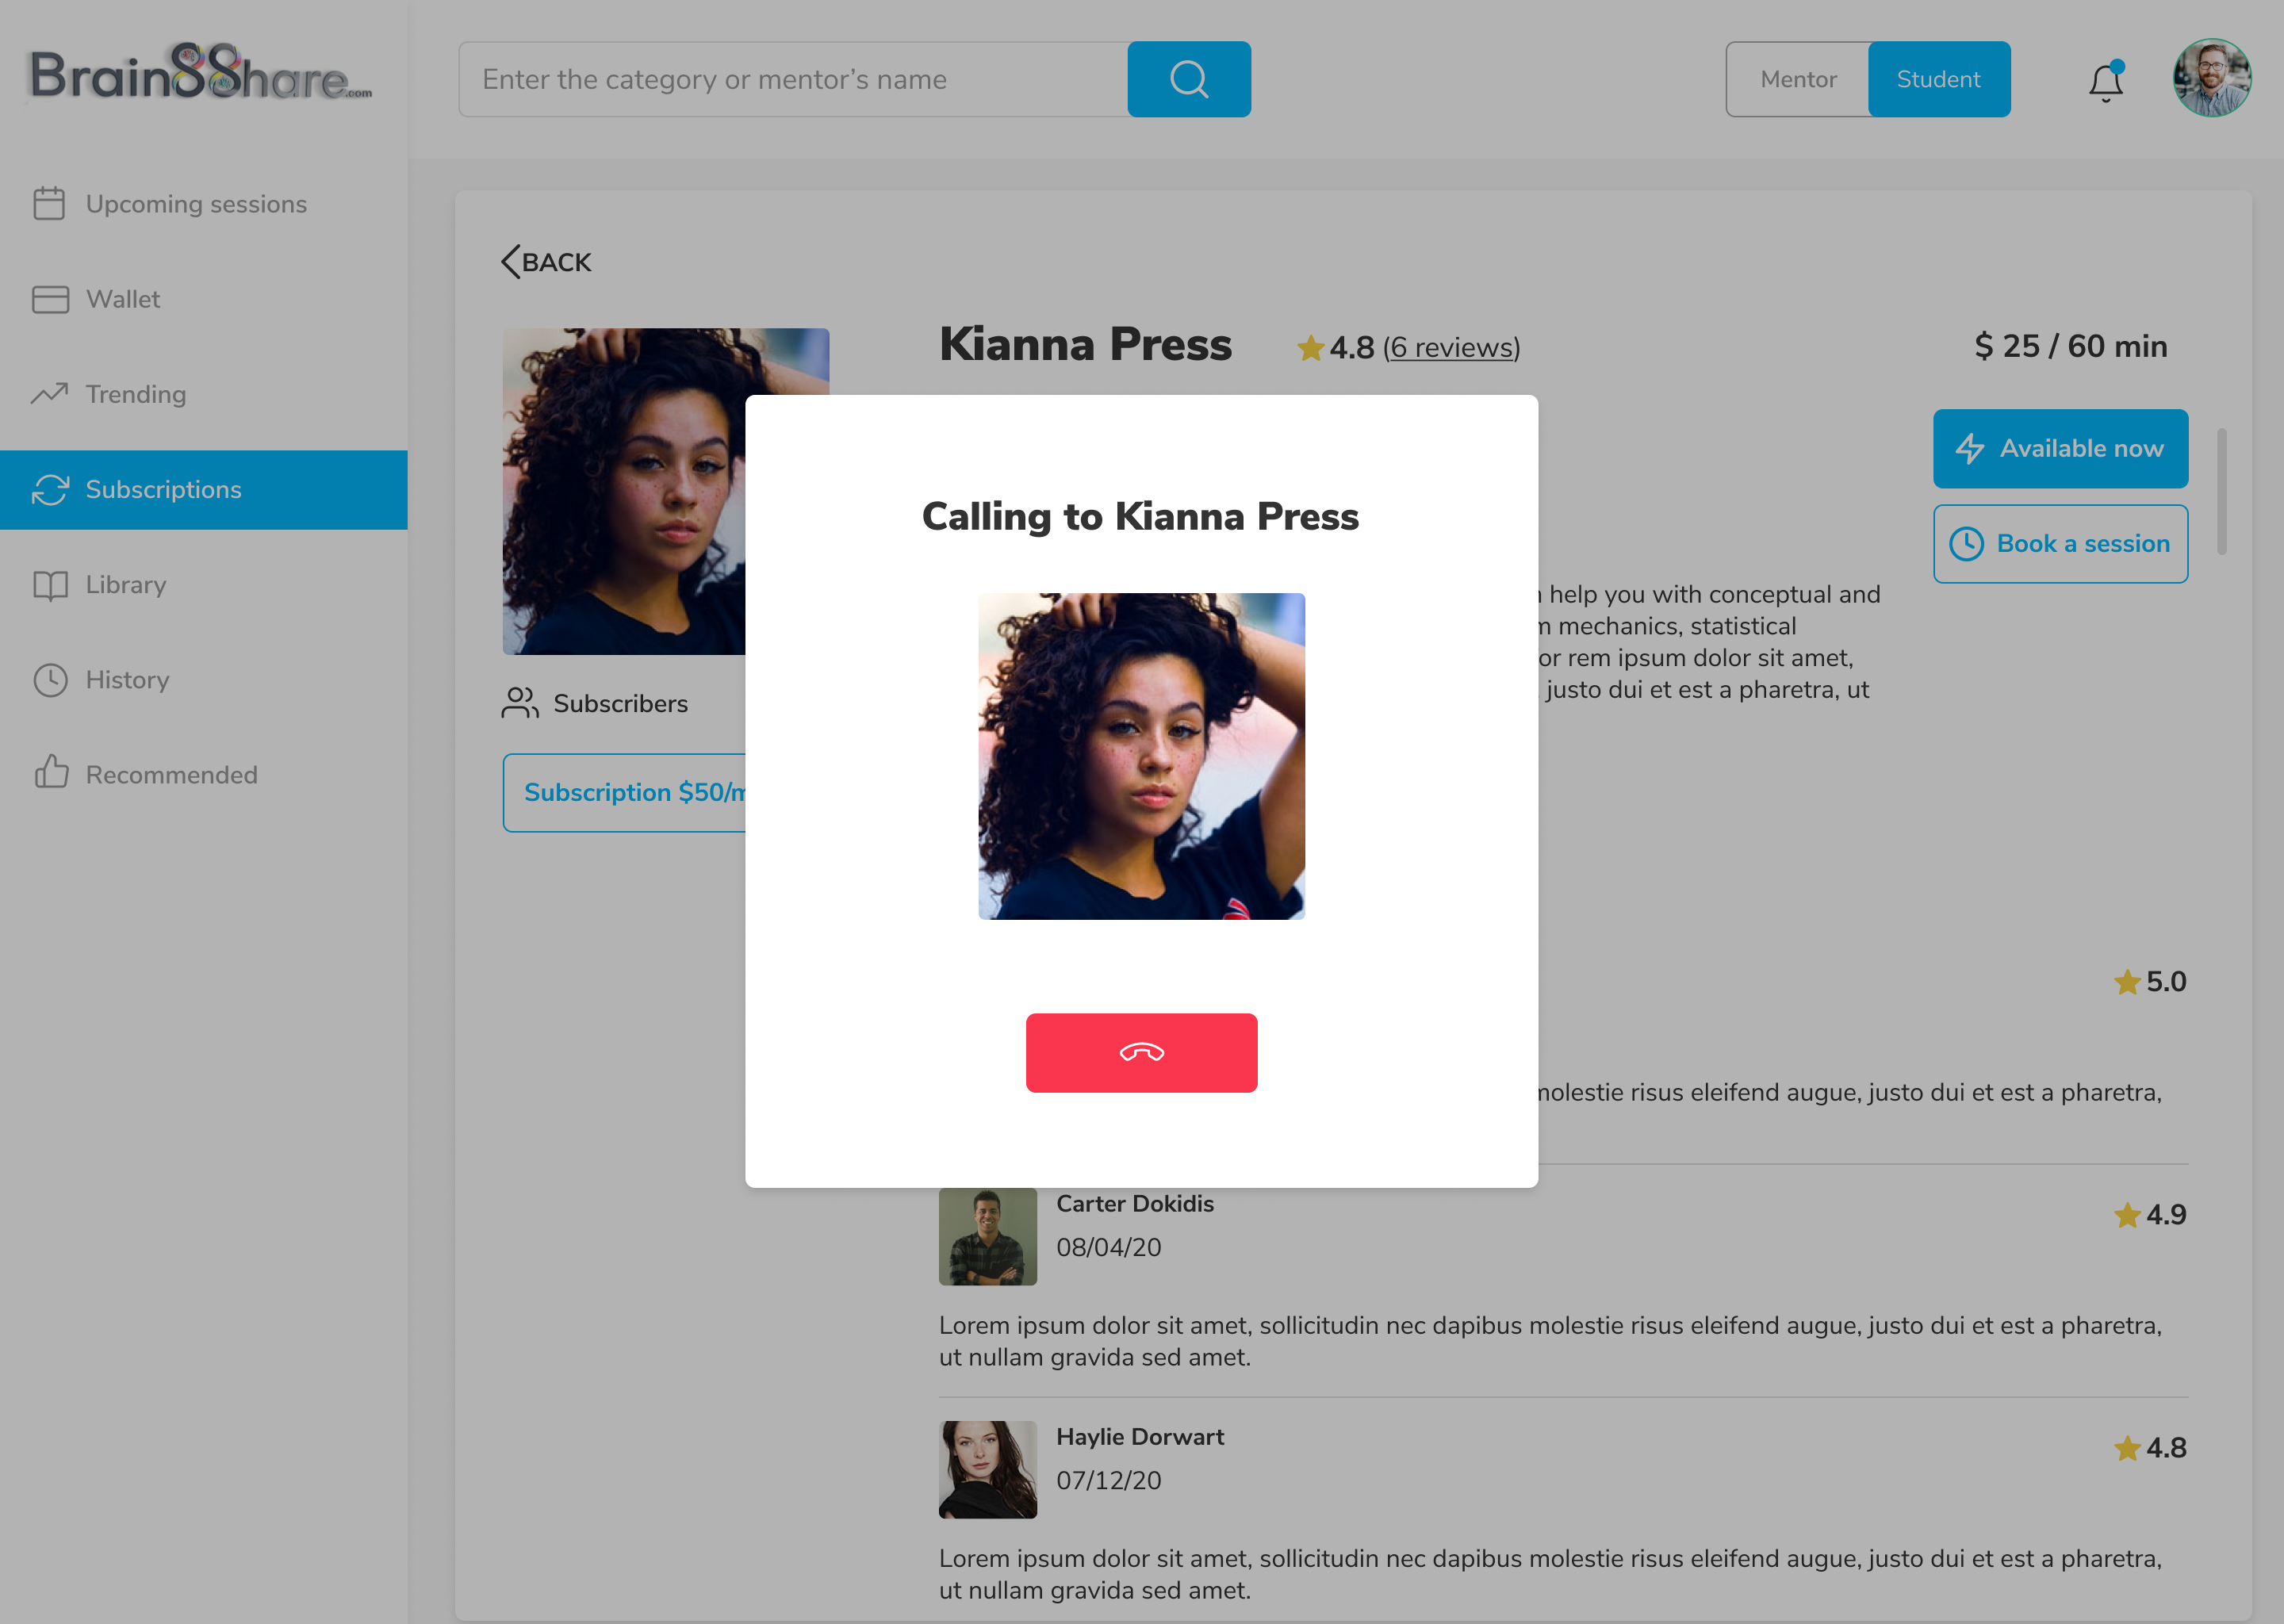 Brain88hare.com
Enter the category or mentor’s name
Mentor
Student
Upcoming sessions
Wallet
Trending
Subscriptions
Library
History
Recommended
BACK
Kianna Press
4.8 (6 reviews)
$ 25 / 60 min
Available now
Book a session
Calling to Kianna Press
help you with conceptual and
mechanics, statistical
or rem ipsum dolor sit amet,
justo dui et est a pharetra, ut
Subscribers
Subscription $50/m
5.0
molestie risus eleifend augue, justo dui et est a pharetra,
Carter Dokidis
4.9
08/04/20
Lorem ipsum dolor sit amet, sollicitudin nec dapibus molestie risus eleifend augue, justo dui et est a pharetra,
ut nullam gravida sed amet.
Haylie Dorwart
4.8
07/12/20
Lorem ipsum dolor sit amet, sollicitudin nec dapibus molestie risus eleifend augue, justo dui et est a pharetra,
ut nullam gravida sed amet.